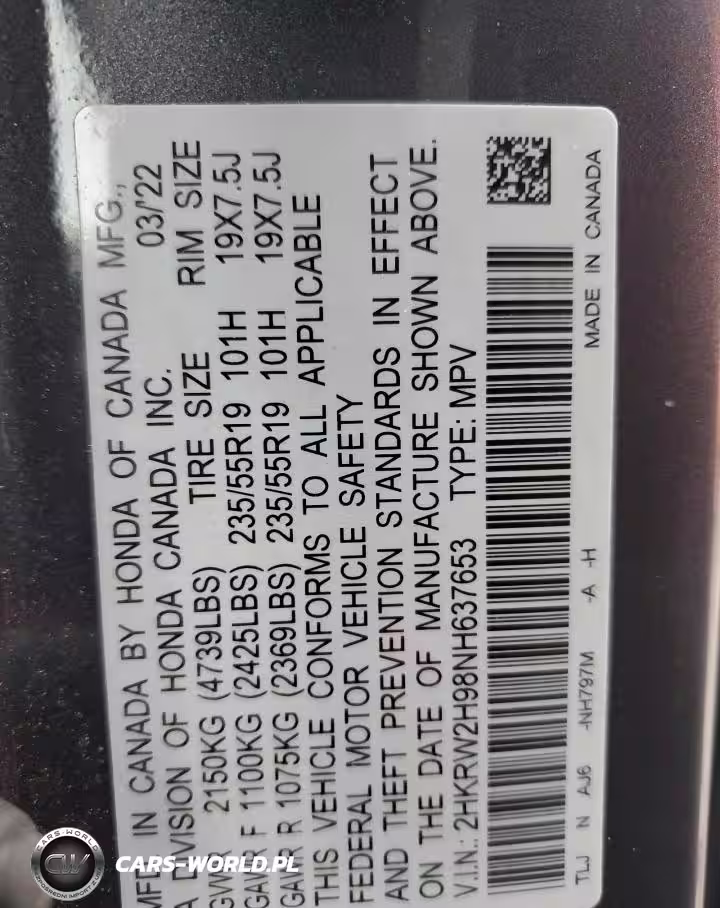 MFD IN CANADA BY HONDA OF CANADA MFG.,
A DIVISION OF HONDA CANADA INC. 03/'22
GVWR 2150KG (4739LBS) TIRE SIZE RIM SIZE
GAWR F 1100KG (2425LBS) 235/55R19 101H 19X7.5J
GAWR R 1075KG (2369LBS) 235/55R19 101H 19X7.5J
THIS VEHICLE CONFORMS TO ALL APPLICABLE
FEDERAL MOTOR VEHICLE SAFETY
AND THEFT PREVENTION STANDARDS IN EFFECT
ON THE DATE OF MANUFACTURE SHOWN ABOVE.
V.I.N.: 2HKRW2H98NH637653 TYPE: MPV
TLJ N AJ6 -NH797M -A -H MADE IN CANADA
CARS-WORLD
CW
CARS-WORLD.PL